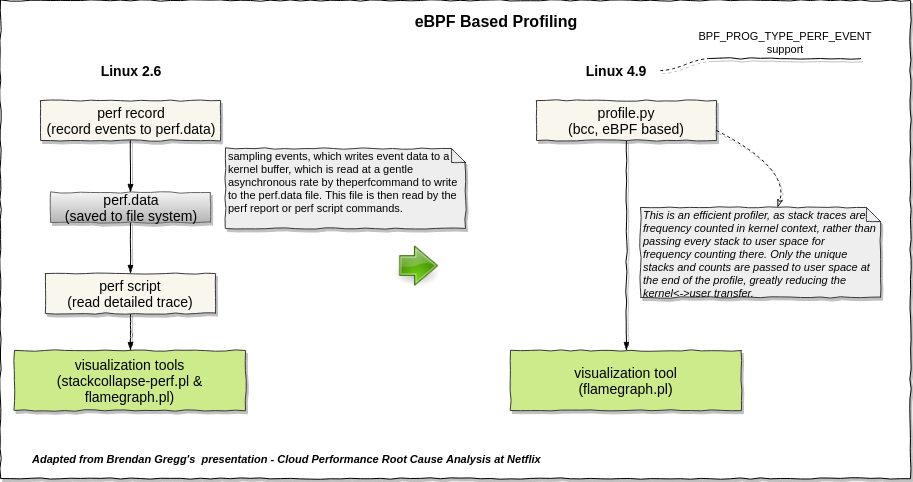 eBPF Based Profiling
BPF_PROG_TYPE_PERF_EVENT
support
Linux 2.6
Linux 4.9
perf record
(record events to perf.data)
profile.py
(bcc, eBPF based)
sampling events, which writes event data to a
kernel buffer, which is read at a gentle
asynchronous rate by theperfcommand to write
to the perf.data file. This file is then read by the
perf report or perf script commands.
perf.data
(saved to file system)
This is an efficient profiler, as stack traces are
frequency counted in kernel context, rather than
passing every stack to user space for
frequency counting there. Only the unique
stacks and counts are passed to user space at
the end of the profile, greatly reducing the
kernel<->user transfer.
perf script
(read detailed trace)
visualization tools
(stackcollapse-perf.pl &
flamegraph.pl)
visualization tool
(flamegraph.pl)
Adapted from Brendan Gregg's  presentation - Cloud Performance Root Cause Analysis at Netflix